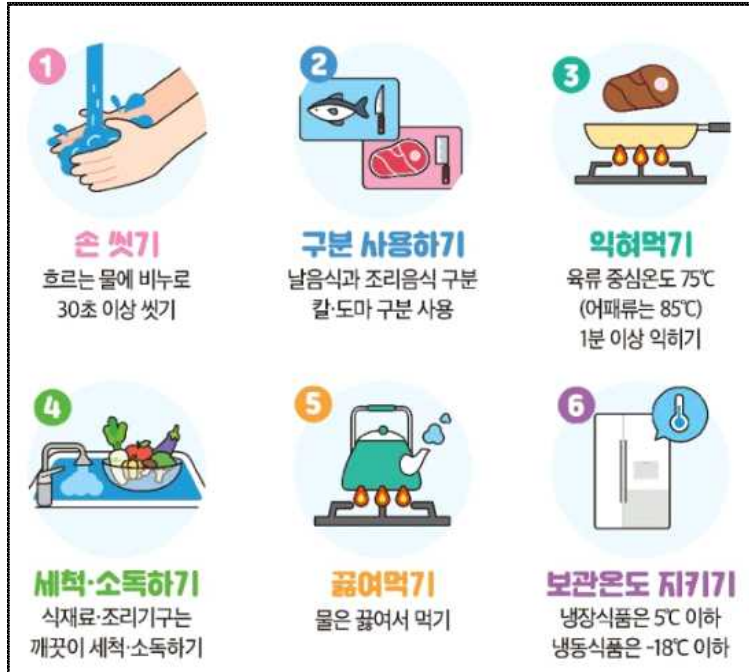 1
손 씻기
흐르는 물에 비누로
30초 이상 씻기
2
구분 사용하기
날음식과 조리음식 구분
칼·도마 구분 사용
3
익혀먹기
육류 중심온도 75℃
(어패류는 85℃)
1분 이상 익히기
4
세척·소독하기
식재료·조리기구는
깨끗이 세척·소독하기
5
끓여먹기
물은 끓여서 먹기
6
보관온도 지키기
냉장식품은 5℃ 이하
냉동식품은 -18℃ 이하